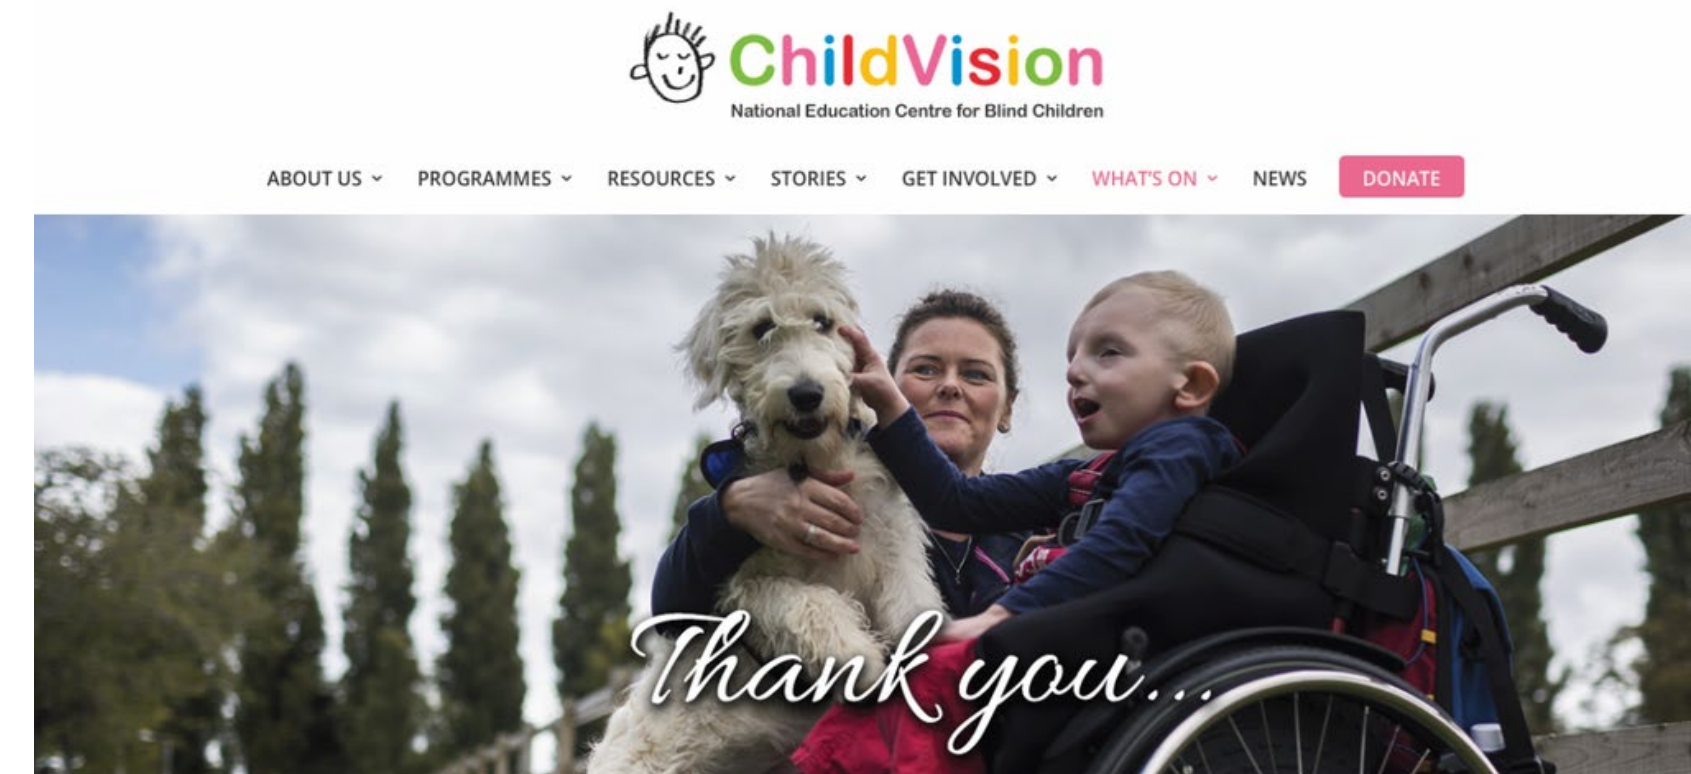 ChildVision
National Education Centre for Blind Children
ABOUT US PROGRAMMES RESOURCES STORIES GET INVOLVED WHAT'S ON NEWS DONATE
Thank you...